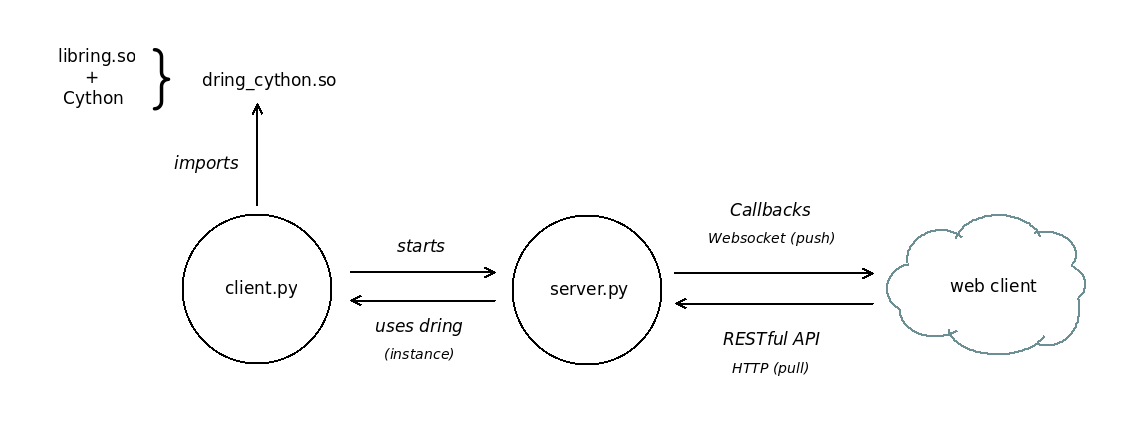 libring.so
+
Cython
dring_cython.so
imports
client.py
starts
uses dring
(instance)
server.py
Callbacks
Websocket (push)
RESTful API
HTTP (pull)
web client